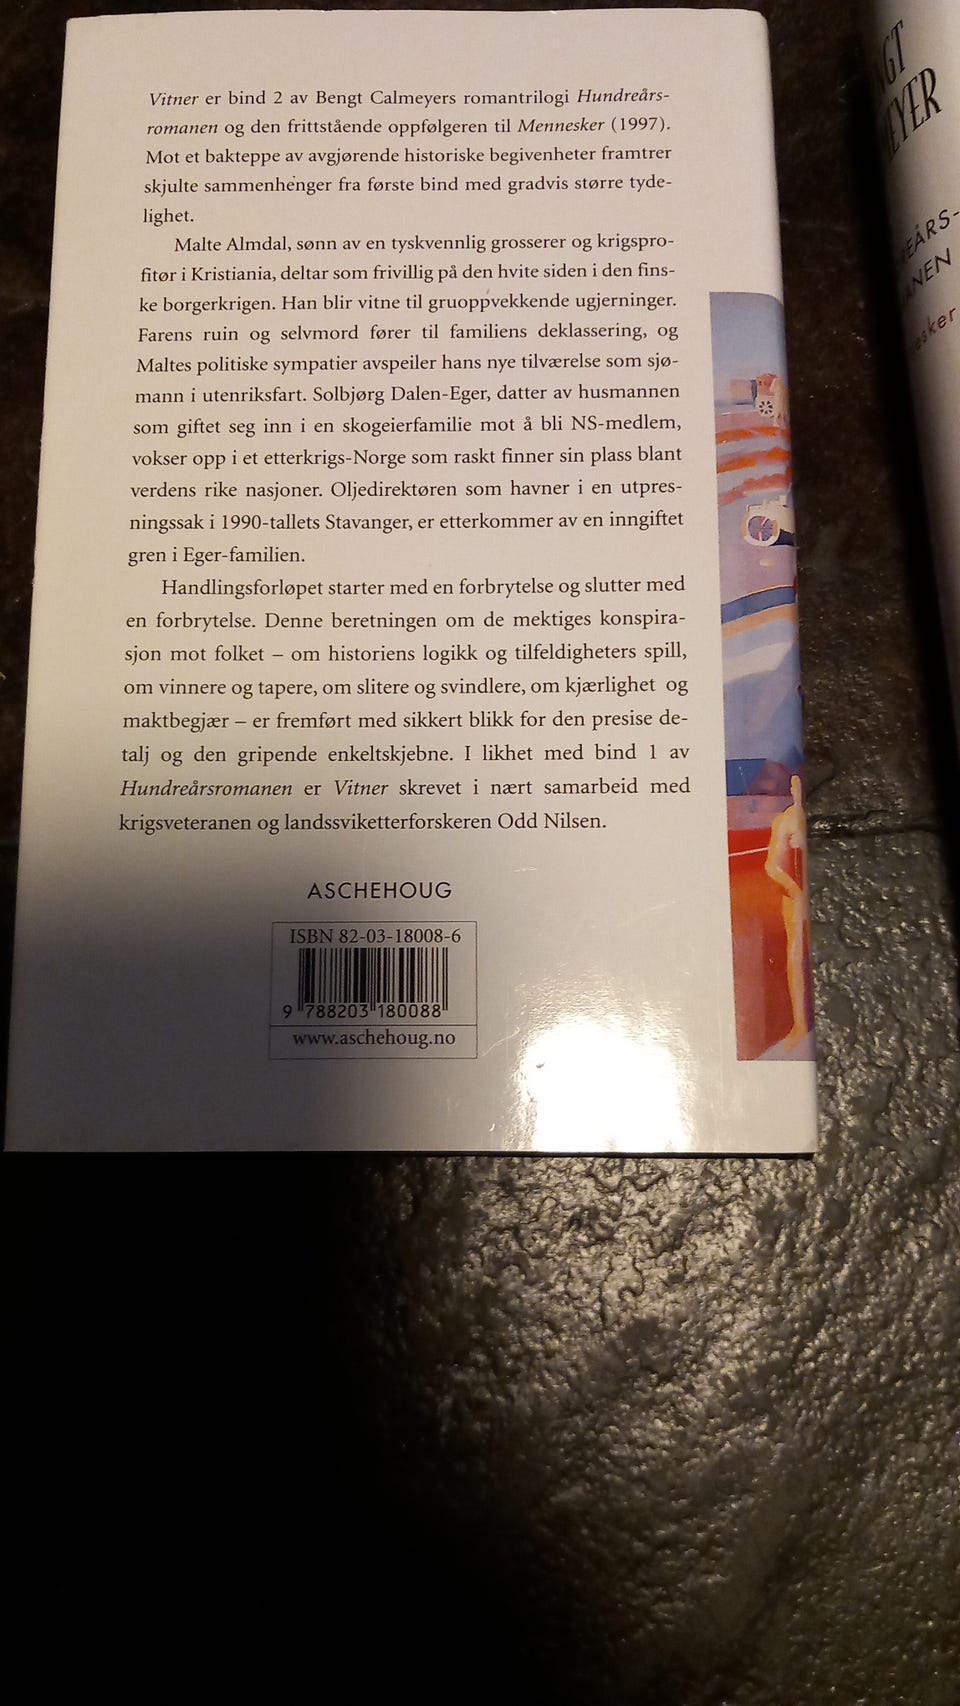 Vitner er bind 2 av Bengt Calmeyers romantrilogi Hundreårs-
romanen og den frittstående oppfølgeren til Mennesker (1997).
Mot et bakteppe av avgjørende historiske begivenheter framtrer
skjulte sammenhenger fra første bind med gradvis større tyde-
lighet.
Malte Almdal, sønn av en tyskvennlig grosserer og krigspro-
fitør i Kristiania, deltar som frivillig på den hvite siden i den fins-
ke borgerkrigen. Han blir vitne til gruoppvekkende ugjerninger.
Farens ruin og selvmord fører til familiens deklassering, og
Maltes politiske sympatier avspeiler hans nye tilværelse som sjø-
mann i utenriksfart. Solbjørg Dalen-Eger, datter av husmannen
som giftet seg inn i en skogeierfamilie mot å bli NS-medlem,
vokser opp i et etterkrigs-Norge som raskt finner sin plass blant
verdens rike nasjoner. Oljedirektøren som havner i en utpres-
ningssak i 1990-tallets Stavanger, er etterkommer av en inngiftet
gren i Eger-familien.
Handlingsforløpet starter med en forbrytelse og slutter med
en forbrytelse. Denne beretningen om de mektiges konspira-
sjon mot folket – om historiens logikk og tilfeldigheters spill,
om vinnere og tapere, om slitere og svindlere, om kjærlighet og
maktbegjær – er fremført med sikkert blikk for den presise de-
talj og den gripende enkeltskjebne. I likhet med bind 1 av
Hundreårsromanen er Vitner skrevet i nært samarbeid med
krigsveteranen og landssviketterforskeren Odd Nilsen.
ASCHEHOUG
ISBN 82-03-18008-6
9 788203 180088
www.aschehoug.no